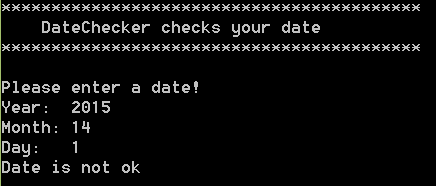 ******************************************
    DateChecker checks your date
******************************************

Please enter a date!
Year:  2015
Month: 14
Day:   1
Date is not ok